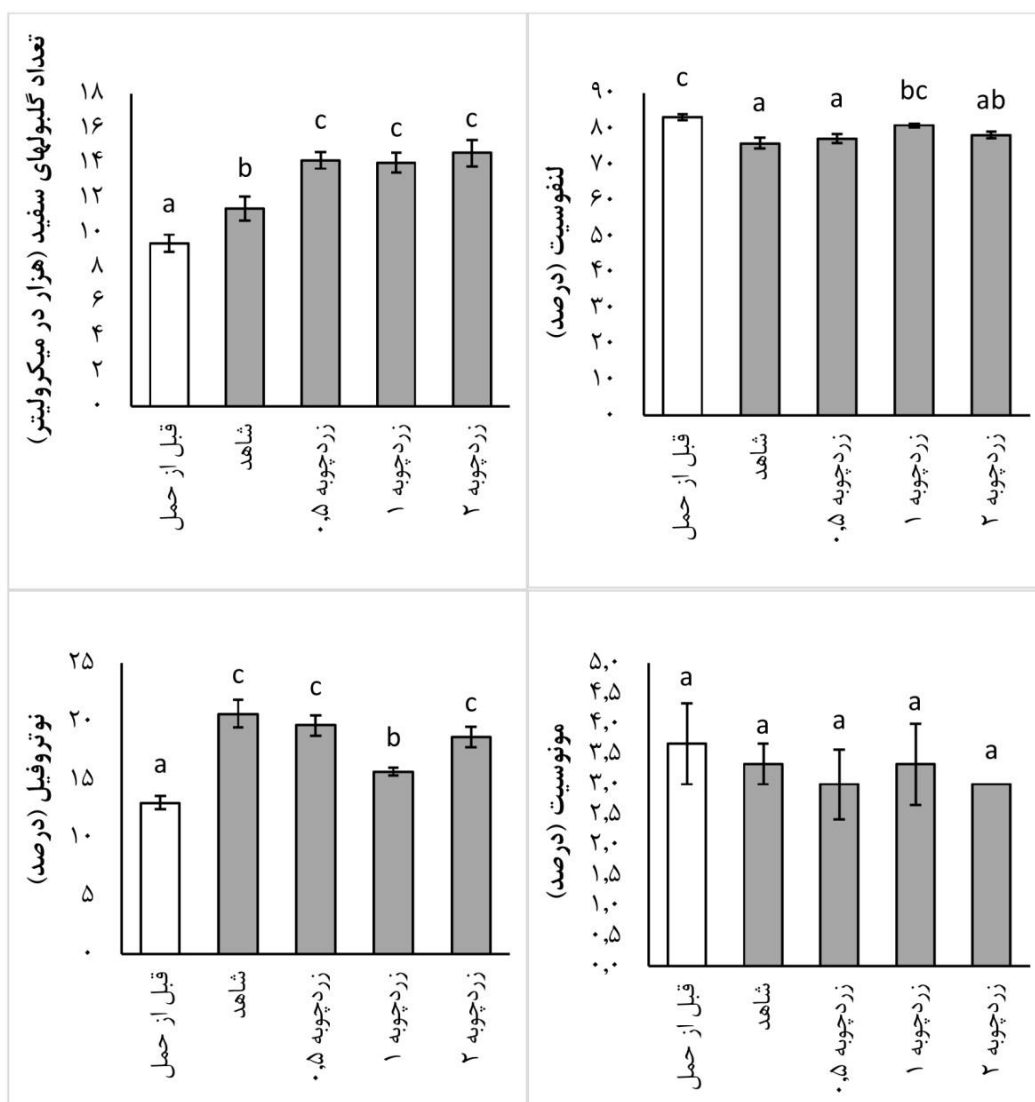 تعداد گلبولهای سفید (هزار در میکرولیتر)
۱۸
۱۶
۱۴
۱۲
۱۰
۸
۶
۴
۲
۰
a
b
c
c
c
قبل از حمل
شاهد
زردچوبه ۰,۵
زردچوبه ۱
زردچوبه ۲
لنفوسیت (درصد)
۹۰
۸۰
۷۰
۶۰
۵۰
۴۰
۳۰
۲۰
۱۰
۰
c
a
a
bc
ab
قبل از حمل
شاهد
زردچوبه ۰,۵
زردچوبه ۱
زردچوبه ۲
نوتروفیل (درصد)
۲۵
۲۰
۱۵
۱۰
۵
۰
a
c
c
b
c
قبل از حمل
شاهد
زردچوبه ۰,۵
زردچوبه ۱
زردچوبه ۲
مونوسیت (درصد)
۵,۰
۴,۵
۴,۰
۳,۵
۳,۰
۲,۵
۲,۰
۱,۵
۱,۰
۰,۵
۰,۰
a
a
a
a
a
قبل از حمل
شاهد
زردچوبه ۰,۵
زردچوبه ۱
زردچوبه ۲